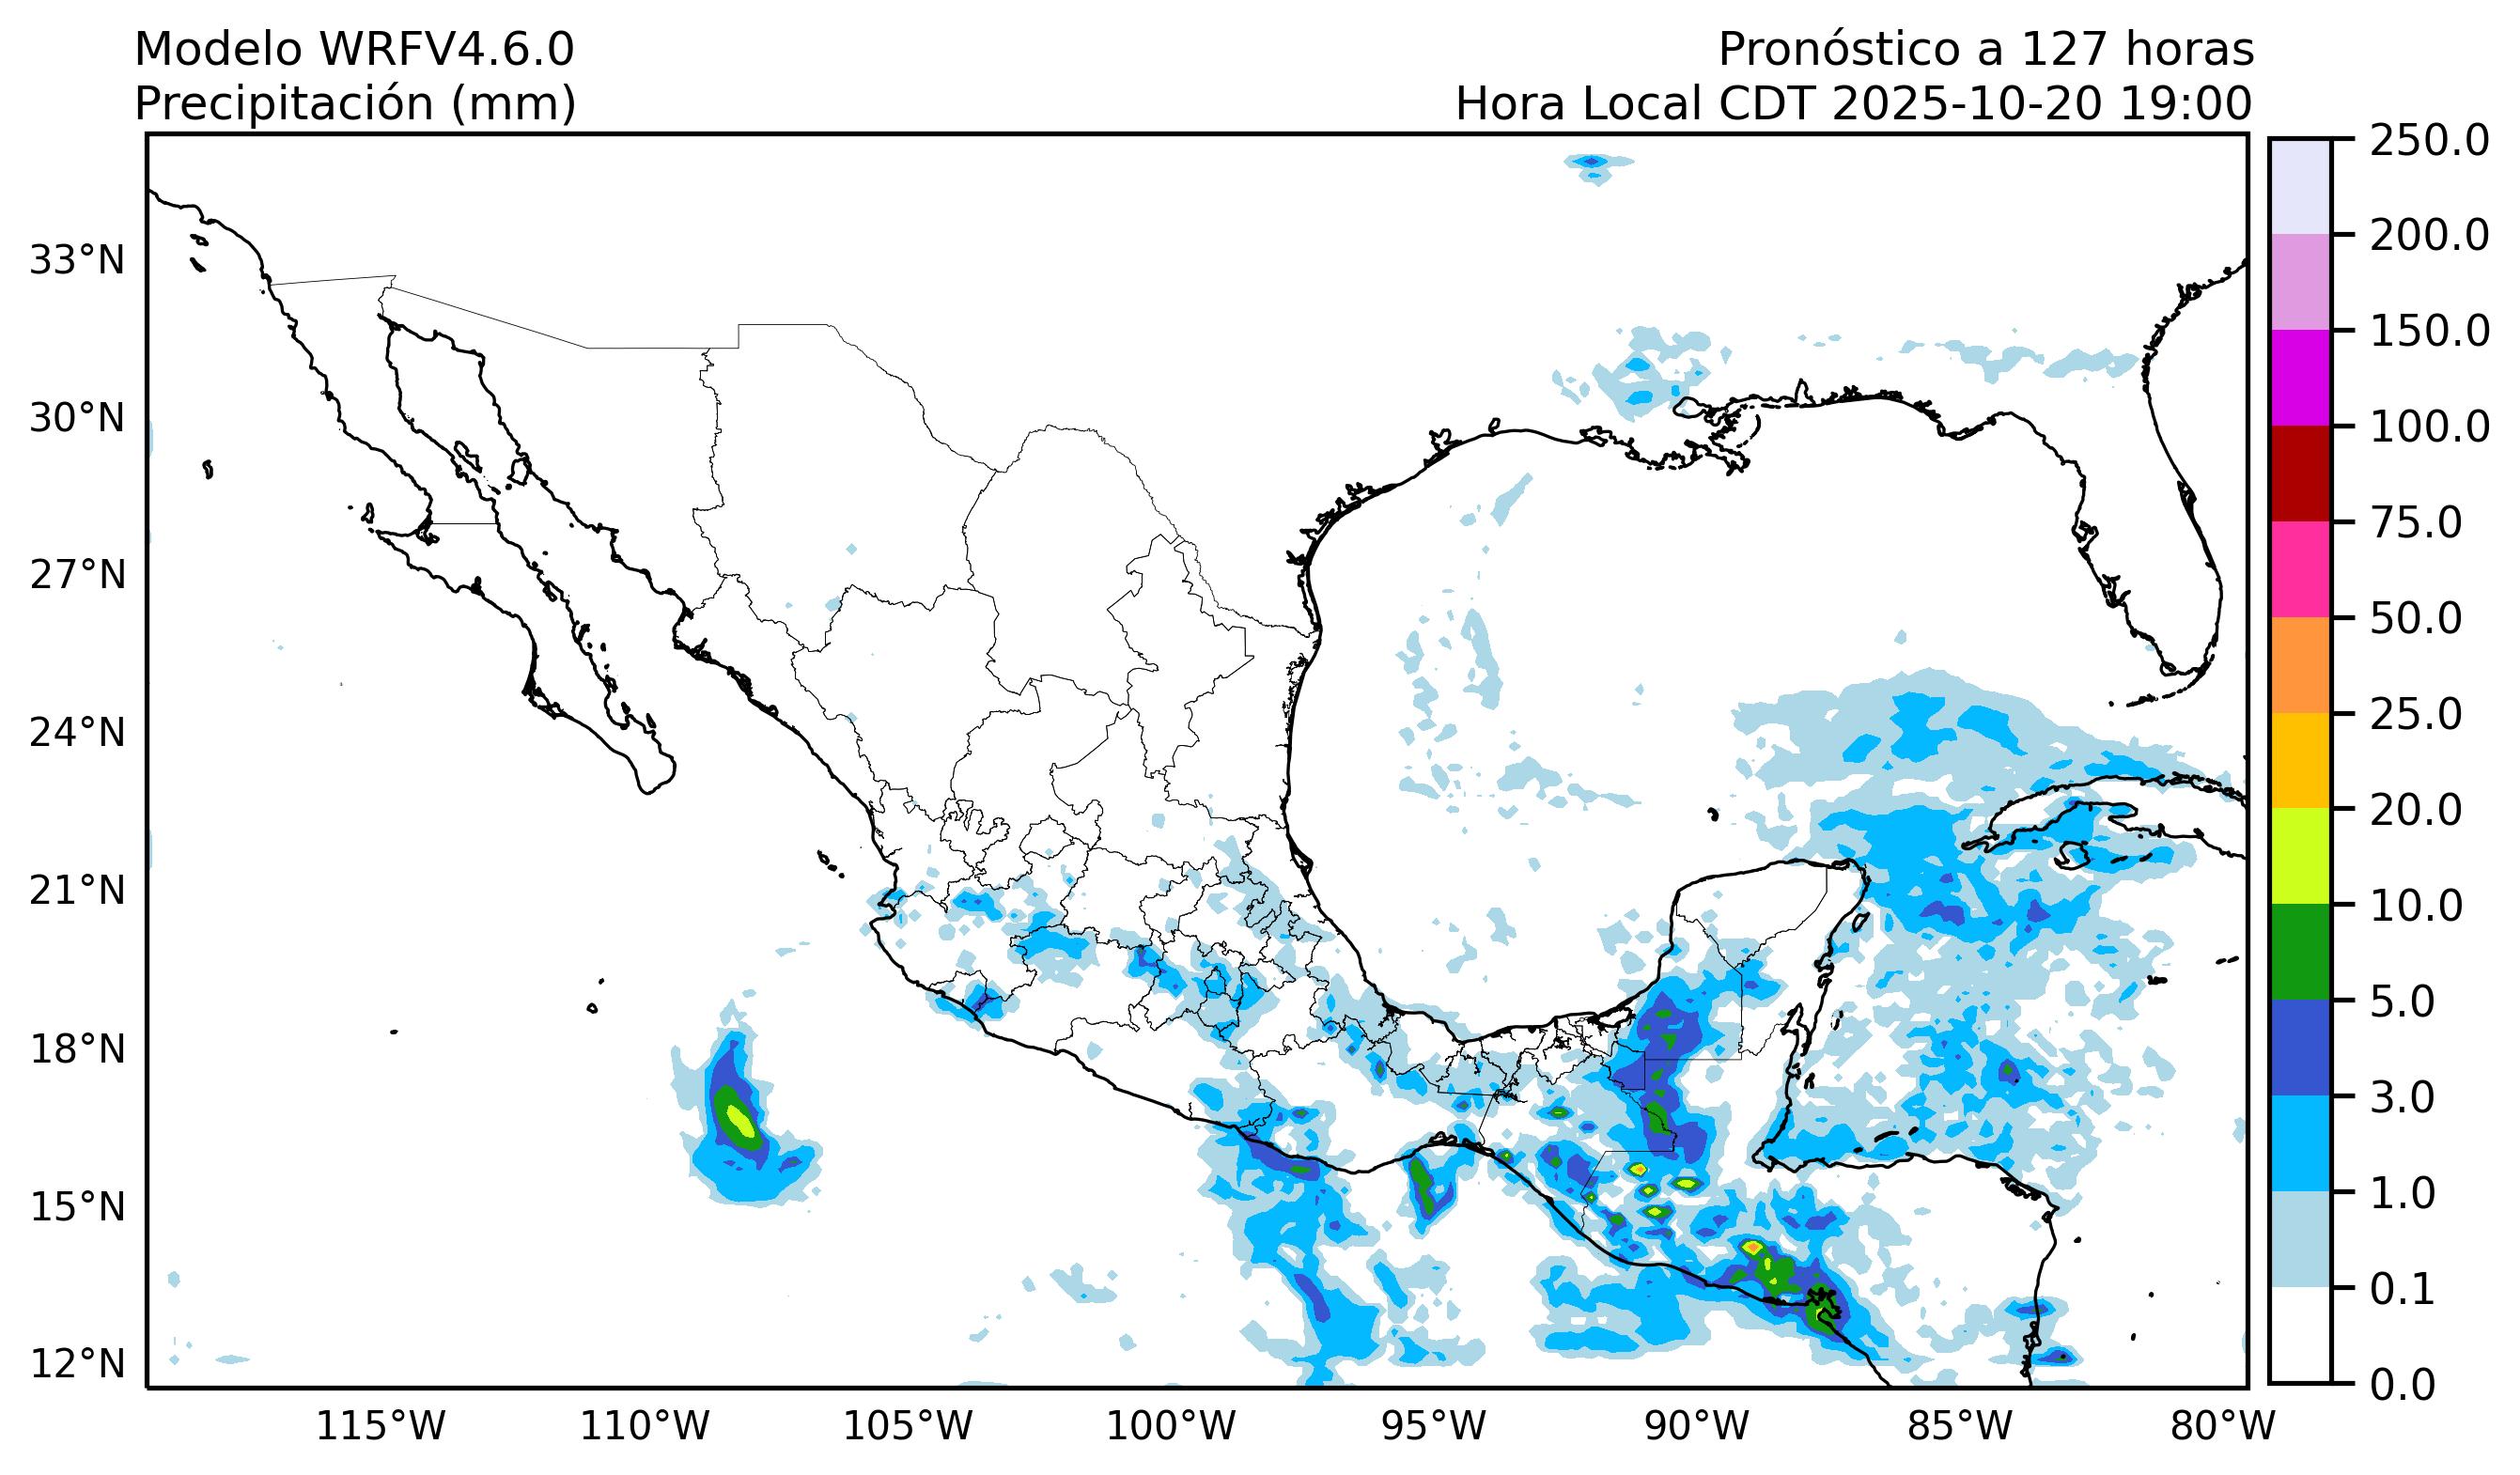 Modelo WRFV4.6.0
Precipitación (mm)
Pronóstico a 127 horas
Hora Local CDT 2025-10-20 19:00
33°N
30°N
27°N
24°N
21°N
18°N
15°N
12°N
115°W
110°W
105°W
100°W
95°W
90°W
85°W
80°W
250.0
200.0
150.0
100.0
75.0
50.0
25.0
20.0
10.0
5.0
3.0
1.0
0.1
0.0